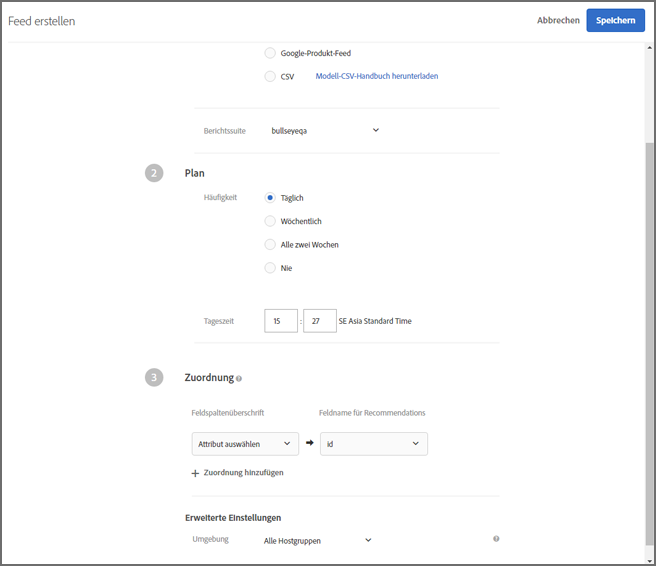 Feed erstellen
Abbrechen
Speichern
Google-Produkt-Feed
CSV Modell-CSV-Handbuch herunterladen
Berichtssuite bullseyeqa
2 Plan
Häufigkeit Täglich
Wöchentlich
Alle zwei Wochen
Nie
Tageszeit 15 : 27 SE Asia Standard Time
3 Zuordnung ?
Feldspaltenüberschrift Feldname für Recommendations
Attribut auswählen id
+ Zuordnung hinzufügen
Erweiterte Einstellungen
Umgebung Alle Hostgruppen ?